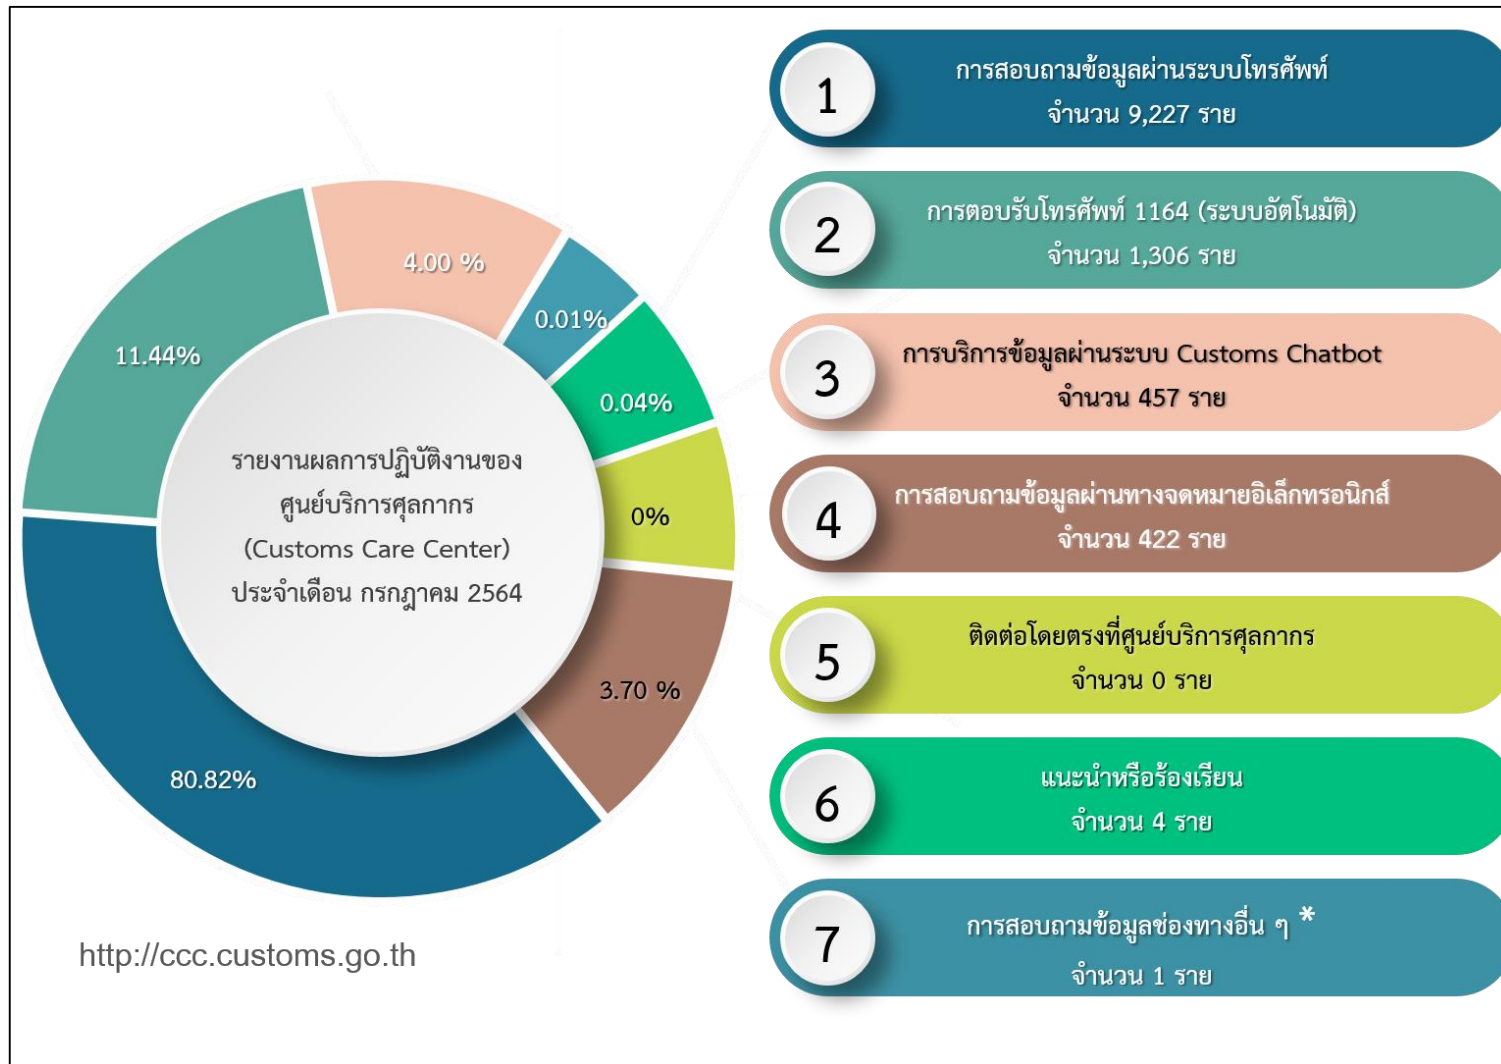 1
การสอบถามข้อมูลผ่านระบบโทรศัพท์
จำนวน 9,227 ราย
2
การตอบรับโทรศัพท์ 1164 (ระบบอัตโนมัติ)
จำนวน 1,306 ราย
3
การบริการข้อมูลผ่านระบบ Customs Chatbot
จำนวน 457 ราย
4
การสอบถามข้อมูลผ่านทางจดหมายอิเล็กทรอนิกส์
จำนวน 422 ราย
5
ติดต่อโดยตรงที่ศูนย์บริการศุลกากร
จำนวน 0 ราย
6
แนะนำหรือร้องเรียน
จำนวน 4 ราย
7
การสอบถามข้อมูลช่องทางอื่น ๆ *
จำนวน 1 ราย
4.00 %
0.01%
0.04%
0%
3.70 %
80.82%
11.44%
รายงานผลการปฏิบัติงานของ
ศูนย์บริการศุลกากร
(Customs Care Center)
ประจำเดือน กรกฎาคม 2564
http://ccc.customs.go.th